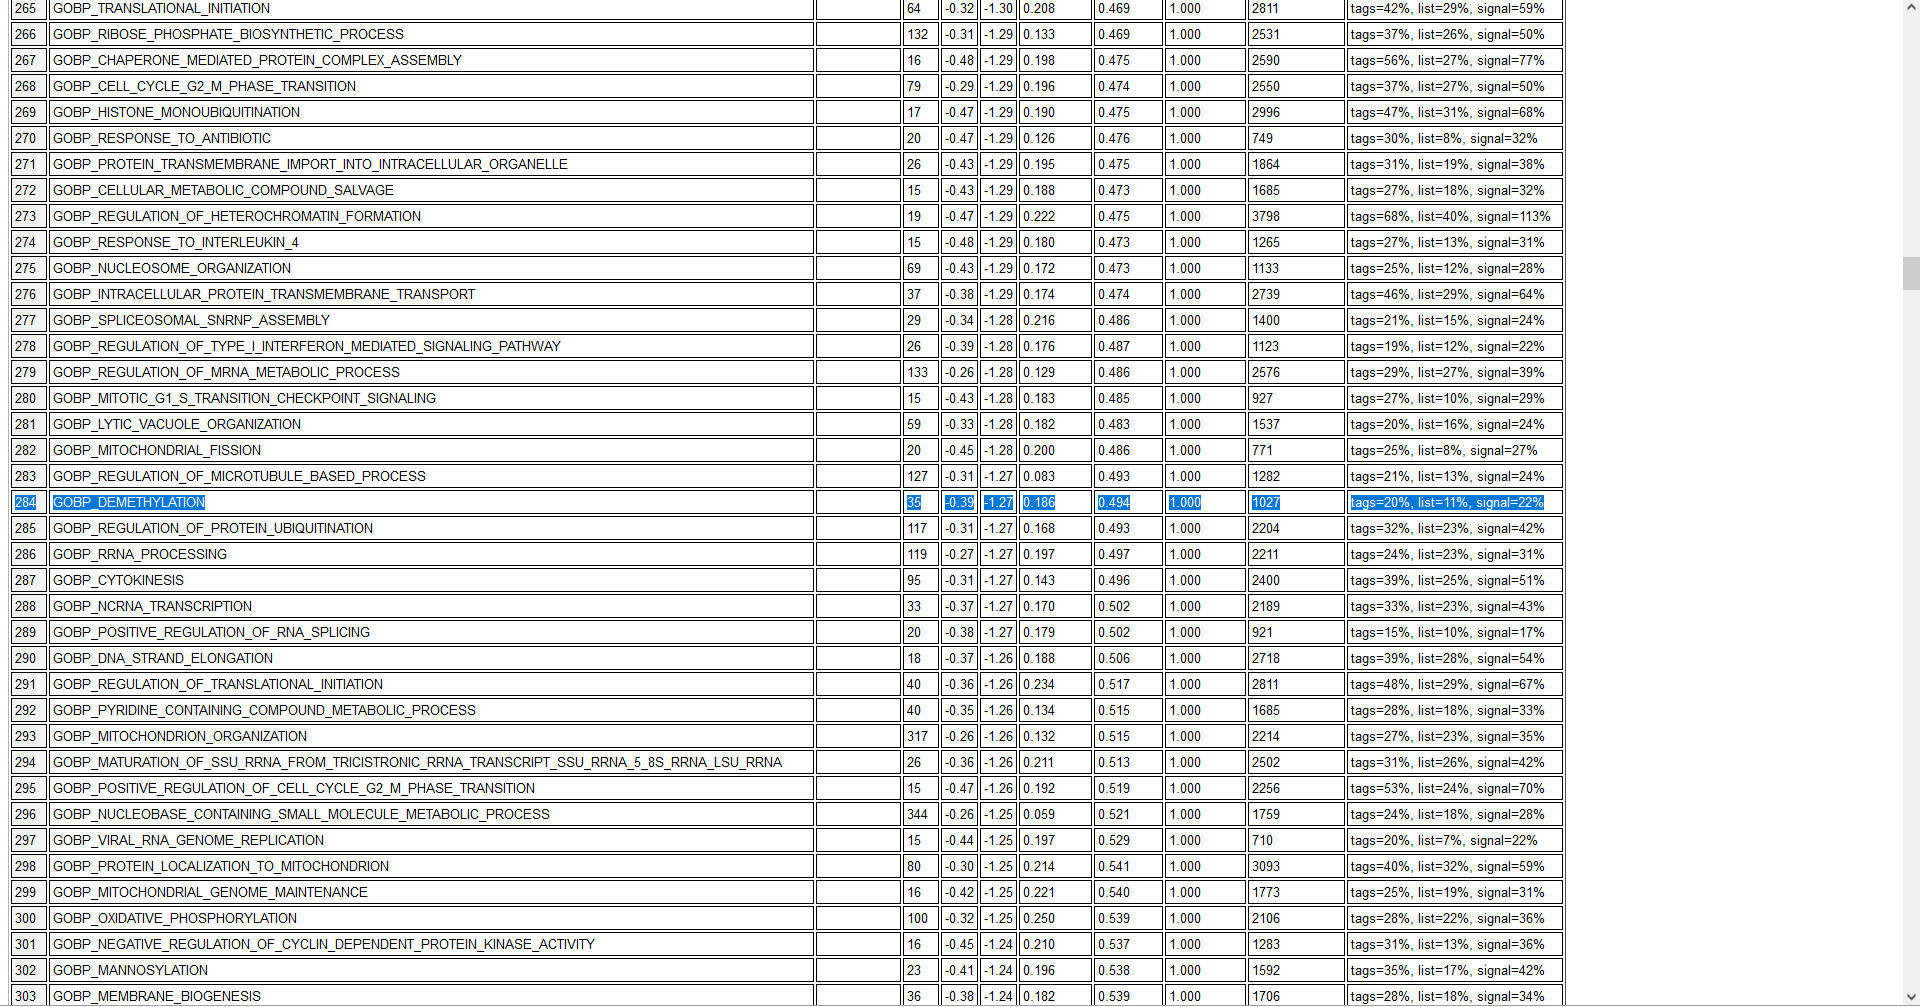 265 GOBP_TRANSLATIONAL_INITIATION 64 -0.32 -1.30 0.208 0.469 1.000 2811 tags=42%, list=29%, signal=59%
266 GOBP_RIBOSE_PHOSPHATE_BIOSYNTHETIC_PROCESS 132 -0.31 -1.29 0.133 0.469 1.000 2531 tags=37%, list=26%, signal=50%
267 GOBP_CHAPERONE_MEDIATED_PROTEIN_COMPLEX_ASSEMBLY 16 -0.48 -1.29 0.198 0.475 1.000 2590 tags=56%, list=27%, signal=77%
268 GOBP_CELL_CYCLE_G2_M_PHASE_TRANSITION 79 -0.29 -1.29 0.196 0.474 1.000 2550 tags=37%, list=27%, signal=50%
269 GOBP_HISTONE_MONOUBIQUITINATION 17 -0.47 -1.29 0.190 0.475 1.000 2996 tags=47%, list=31%, signal=68%
270 GOBP_RESPONSE_TO_ANTIBIOTIC 20 -0.47 -1.29 0.126 0.476 1.000 749 tags=30%, list=8%, signal=32%
271 GOBP_PROTEIN_TRANSMEMBRANE_IMPORT_INTO_INTRACELLULAR_ORGANELLE 26 -0.43 -1.29 0.195 0.475 1.000 1864 tags=31%, list=19%, signal=38%
272 GOBP_CELLULAR_METABOLIC_COMPOUND_SALVAGE 15 -0.43 -1.29 0.188 0.473 1.000 1685 tags=27%, list=18%, signal=32%
273 GOBP_REGULATION_OF_HETEROCHROMATIN_FORMATION 19 -0.47 -1.29 0.222 0.475 1.000 3798 tags=68%, list=40%, signal=113%
274 GOBP_RESPONSE_TO_INTERLEUKIN_4 15 -0.48 -1.29 0.180 0.473 1.000 1265 tags=27%, list=13%, signal=31%
275 GOBP_NUCLEOSOME_ORGANIZATION 69 -0.43 -1.29 0.172 0.473 1.000 1133 tags=25%, list=12%, signal=28%
276 GOBP_INTRACELLULAR_PROTEIN_TRANSMEMBRANE_TRANSPORT 37 -0.38 -1.29 0.174 0.474 1.000 2739 tags=46%, list=29%, signal=64%
277 GOBP_SPLICEOSOMAL_SNRNP_ASSEMBLY 29 -0.34 -1.28 0.216 0.486 1.000 1400 tags=21%, list=15%, signal=24%
278 GOBP_REGULATION_OF_TYPE_I_INTERFERON_MEDIATED_SIGNALING_PATHWAY 26 -0.39 -1.28 0.176 0.487 1.000 1123 tags=19%, list=12%, signal=22%
279 GOBP_REGULATION_OF_MRNA_METABOLIC_PROCESS 133 -0.26 -1.28 0.129 0.486 1.000 2576 tags=29%, list=27%, signal=39%
280 GOBP_MITOTIC_G1_S_TRANSITION_CHECKPOINT_SIGNALING 15 -0.43 -1.28 0.183 0.485 1.000 927 tags=27%, list=10%, signal=29%
281 GOBP_LYTIC_VACUOLE_ORGANIZATION 59 -0.33 -1.28 0.182 0.483 1.000 1537 tags=20%, list=16%, signal=24%
282 GOBP_MITOCHONDRIAL_FISSION 20 -0.45 -1.28 0.200 0.486 1.000 771 tags=25%, list=8%, signal=27%
283 GOBP_REGULATION_OF_MICROTUBULE_BASED_PROCESS 127 -0.31 -1.27 0.083 0.493 1.000 1282 tags=21%, list=13%, signal=24%
284 GOBP_DEMETHYLATION 35 -0.39 -1.27 0.186 0.494 1.000 1027 tags=20%, list=11%, signal=22%
285 GOBP_REGULATION_OF_PROTEIN_UBIQUITINATION 117 -0.31 -1.27 0.168 0.493 1.000 2204 tags=32%, list=23%, signal=42%
286 GOBP_RRNA_PROCESSING 119 -0.27 -1.27 0.197 0.497 1.000 2211 tags=24%, list=23%, signal=31%
287 GOBP_CYTOKINESIS 95 -0.31 -1.27 0.143 0.496 1.000 2400 tags=39%, list=25%, signal=51%
288 GOBP_NCRNA_TRANSCRIPTION 33 -0.37 -1.27 0.170 0.502 1.000 2189 tags=33%, list=23%, signal=43%
289 GOBP_POSITIVE_REGULATION_OF_RNA_SPLICING 20 -0.38 -1.27 0.179 0.502 1.000 921 tags=15%, list=10%, signal=17%
290 GOBP_DNA_STRAND_ELONGATION 18 -0.37 -1.26 0.188 0.506 1.000 2718 tags=39%, list=28%, signal=54%
291 GOBP_REGULATION_OF_TRANSLATIONAL_INITIATION 40 -0.36 -1.26 0.234 0.517 1.000 2811 tags=48%, list=29%, signal=67%
292 GOBP_PYRIDINE_CONTAINING_COMPOUND_METABOLIC_PROCESS 40 -0.35 -1.26 0.134 0.515 1.000 1685 tags=28%, list=18%, signal=33%
293 GOBP_MITOCHONDRION_ORGANIZATION 317 -0.26 -1.26 0.132 0.515 1.000 2214 tags=27%, list=23%, signal=35%
294 GOBP_MATURATION_OF_SSU_RRNA_FROM_TRICISTRONIC_RRNA_TRANSCRIPT_SSU_RRNA_5_8S_RRNA_LSU_RRNA 26 -0.36 -1.26 0.211 0.513 1.000 2502 tags=31%, list=26%, signal=42%
295 GOBP_POSITIVE_REGULATION_OF_CELL_CYCLE_G2_M_PHASE_TRANSITION 15 -0.47 -1.26 0.192 0.519 1.000 2256 tags=53%, list=24%, signal=70%
296 GOBP_NUCLEOBASE_CONTAINING_SMALL_MOLECULE_METABOLIC_PROCESS 344 -0.26 -1.25 0.059 0.521 1.000 1759 tags=24%, list=18%, signal=28%
297 GOBP_VIRAL_RNA_GENOME_REPLICATION 15 -0.44 -1.25 0.197 0.529 1.000 710 tags=20%, list=7%, signal=22%
298 GOBP_PROTEIN_LOCALIZATION_TO_MITOCHONDRION 80 -0.30 -1.25 0.214 0.541 1.000 3093 tags=40%, list=32%, signal=59%
299 GOBP_MITOCHONDRIAL_GENOME_MAINTENANCE 16 -0.42 -1.25 0.221 0.540 1.000 1773 tags=25%, list=19%, signal=31%
300 GOBP_OXIDATIVE_PHOSPHORYLATION 100 -0.32 -1.25 0.250 0.539 1.000 2106 tags=28%, list=22%, signal=36%
301 GOBP_NEGATIVE_REGULATION_OF_CYCLIN_DEPENDENT_PROTEIN_KINASE_ACTIVITY 16 -0.45 -1.24 0.210 0.537 1.000 1283 tags=31%, list=13%, signal=36%
302 GOBP_MANNOSYLATION 23 -0.41 -1.24 0.196 0.538 1.000 1592 tags=35%, list=17%, signal=42%
303 GOBP_MEMBRANE_BIOGENESIS 36 -0.38 -1.24 0.182 0.539 1.000 1706 tags=28%, list=18%, signal=34%